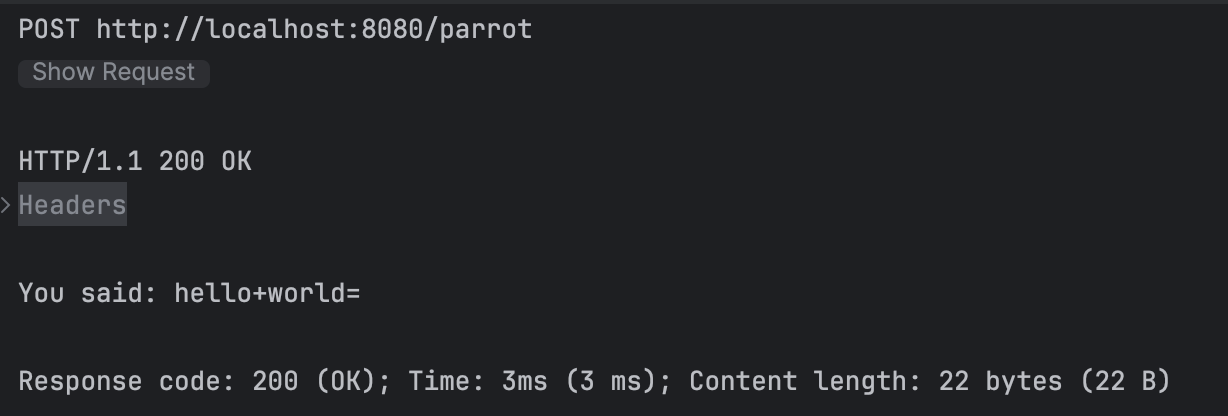 POST http://localhost:8080/parrot
Show Request
HTTP/1.1 200 OK
Headers
You said: hello+world=
Response code: 200 (OK); Time: 3ms (3 ms); Content length: 22 bytes (22 B)